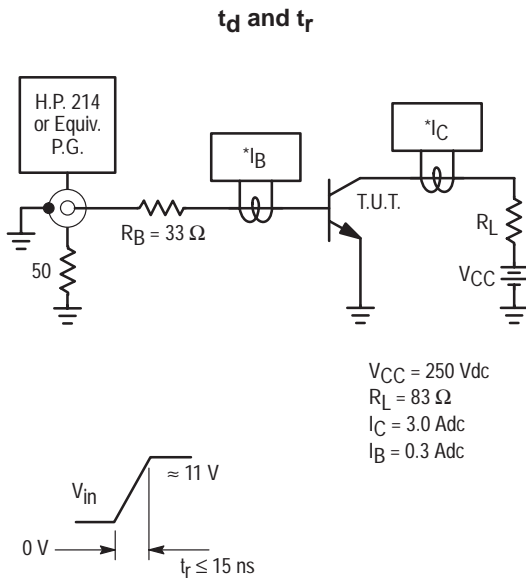 td and tr
H.P. 214
or Equiv.
P.G.
*IB
*IC
T.U.T.
RB = 33 Ω
RL
50
VCC
VCC = 250 Vdc
RL = 83 Ω
IC = 3.0 Adc
IB = 0.3 Adc
Vin
≈ 11 V
0 V
tr ≤ 15 ns